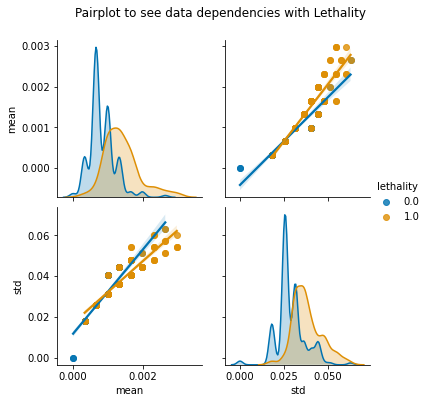 Pairplot to see data dependencies with Lethality
0.003
0.002
0.001
0.000
mean
lethality
0.0
1.0
0.06
0.04
0.02
0.00
std
0.000 0.002
mean
0.000 0.025 0.050
std